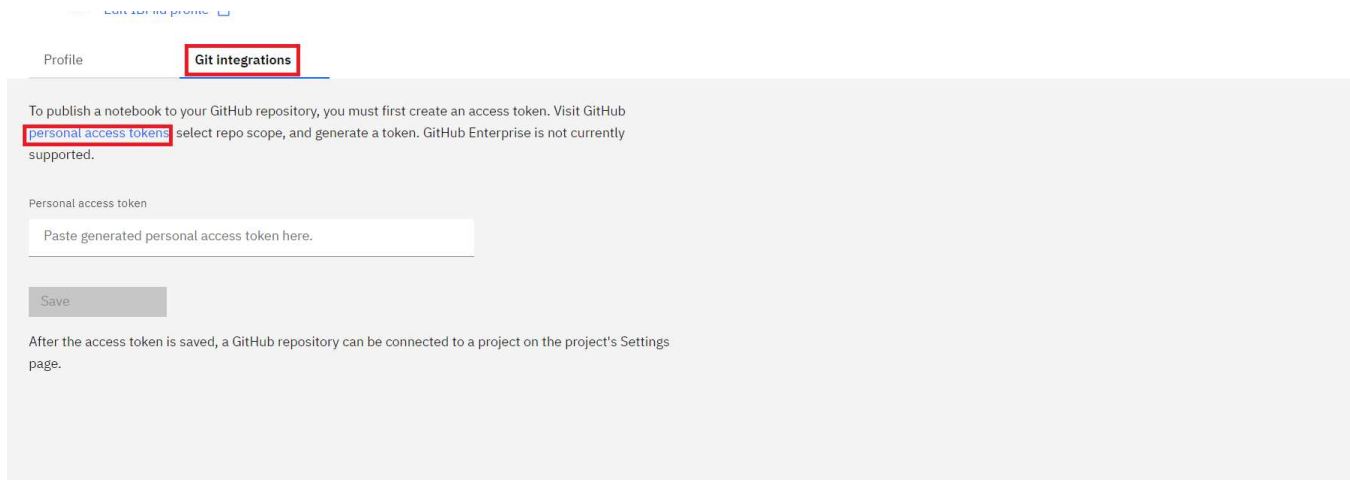 Edit IBMid profile
Profile
Git integrations
To publish a notebook to your GitHub repository, you must first create an access token. Visit GitHub
personal access tokens, select repo scope, and generate a token. GitHub Enterprise is not currently
supported.
Personal access token
Paste generated personal access token here.
Save
After the access token is saved, a GitHub repository can be connected to a project on the project's Settings
page.